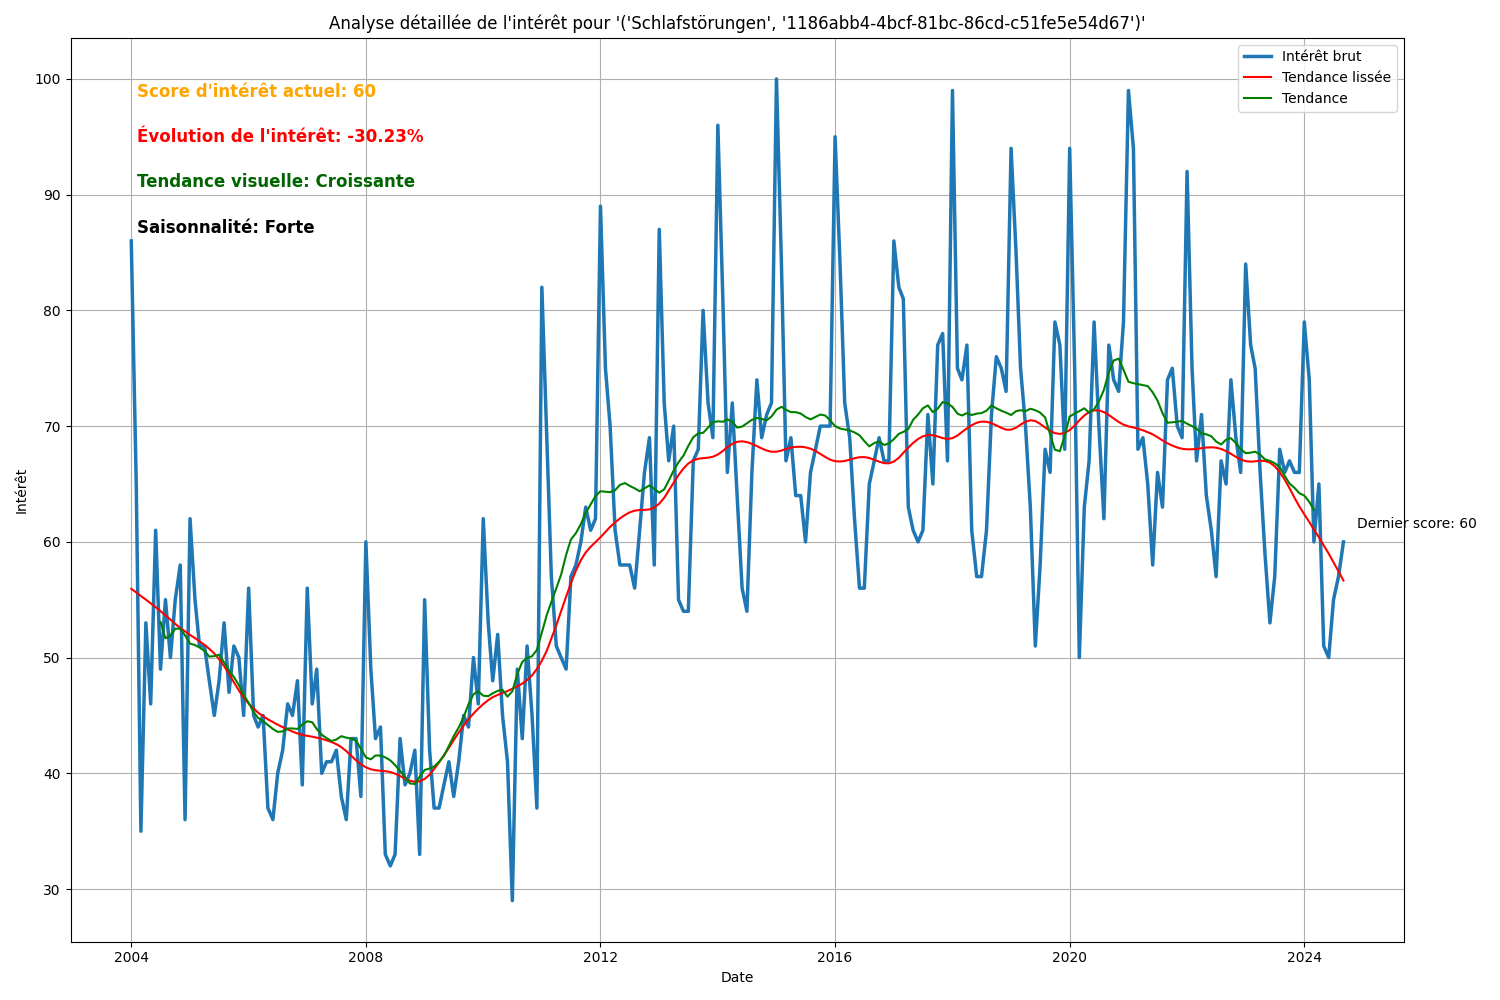 Analyse détaillée de l'intérêt pour '('Schlafstörungen', '1186abb4-4bcf-81bc-86cd-c51fe5e54d67')'
Score d'intérêt actuel: 60
Évolution de l'intérêt: -30.23%
Tendance visuelle: Croissante
Saisonnalité: Forte
Intérêt brut
Tendance lissée
Tendance
Dernier score: 60
Intérêt
100
90
80
70
60
50
40
30
2004
2008
2012
2016
2020
2024
Date